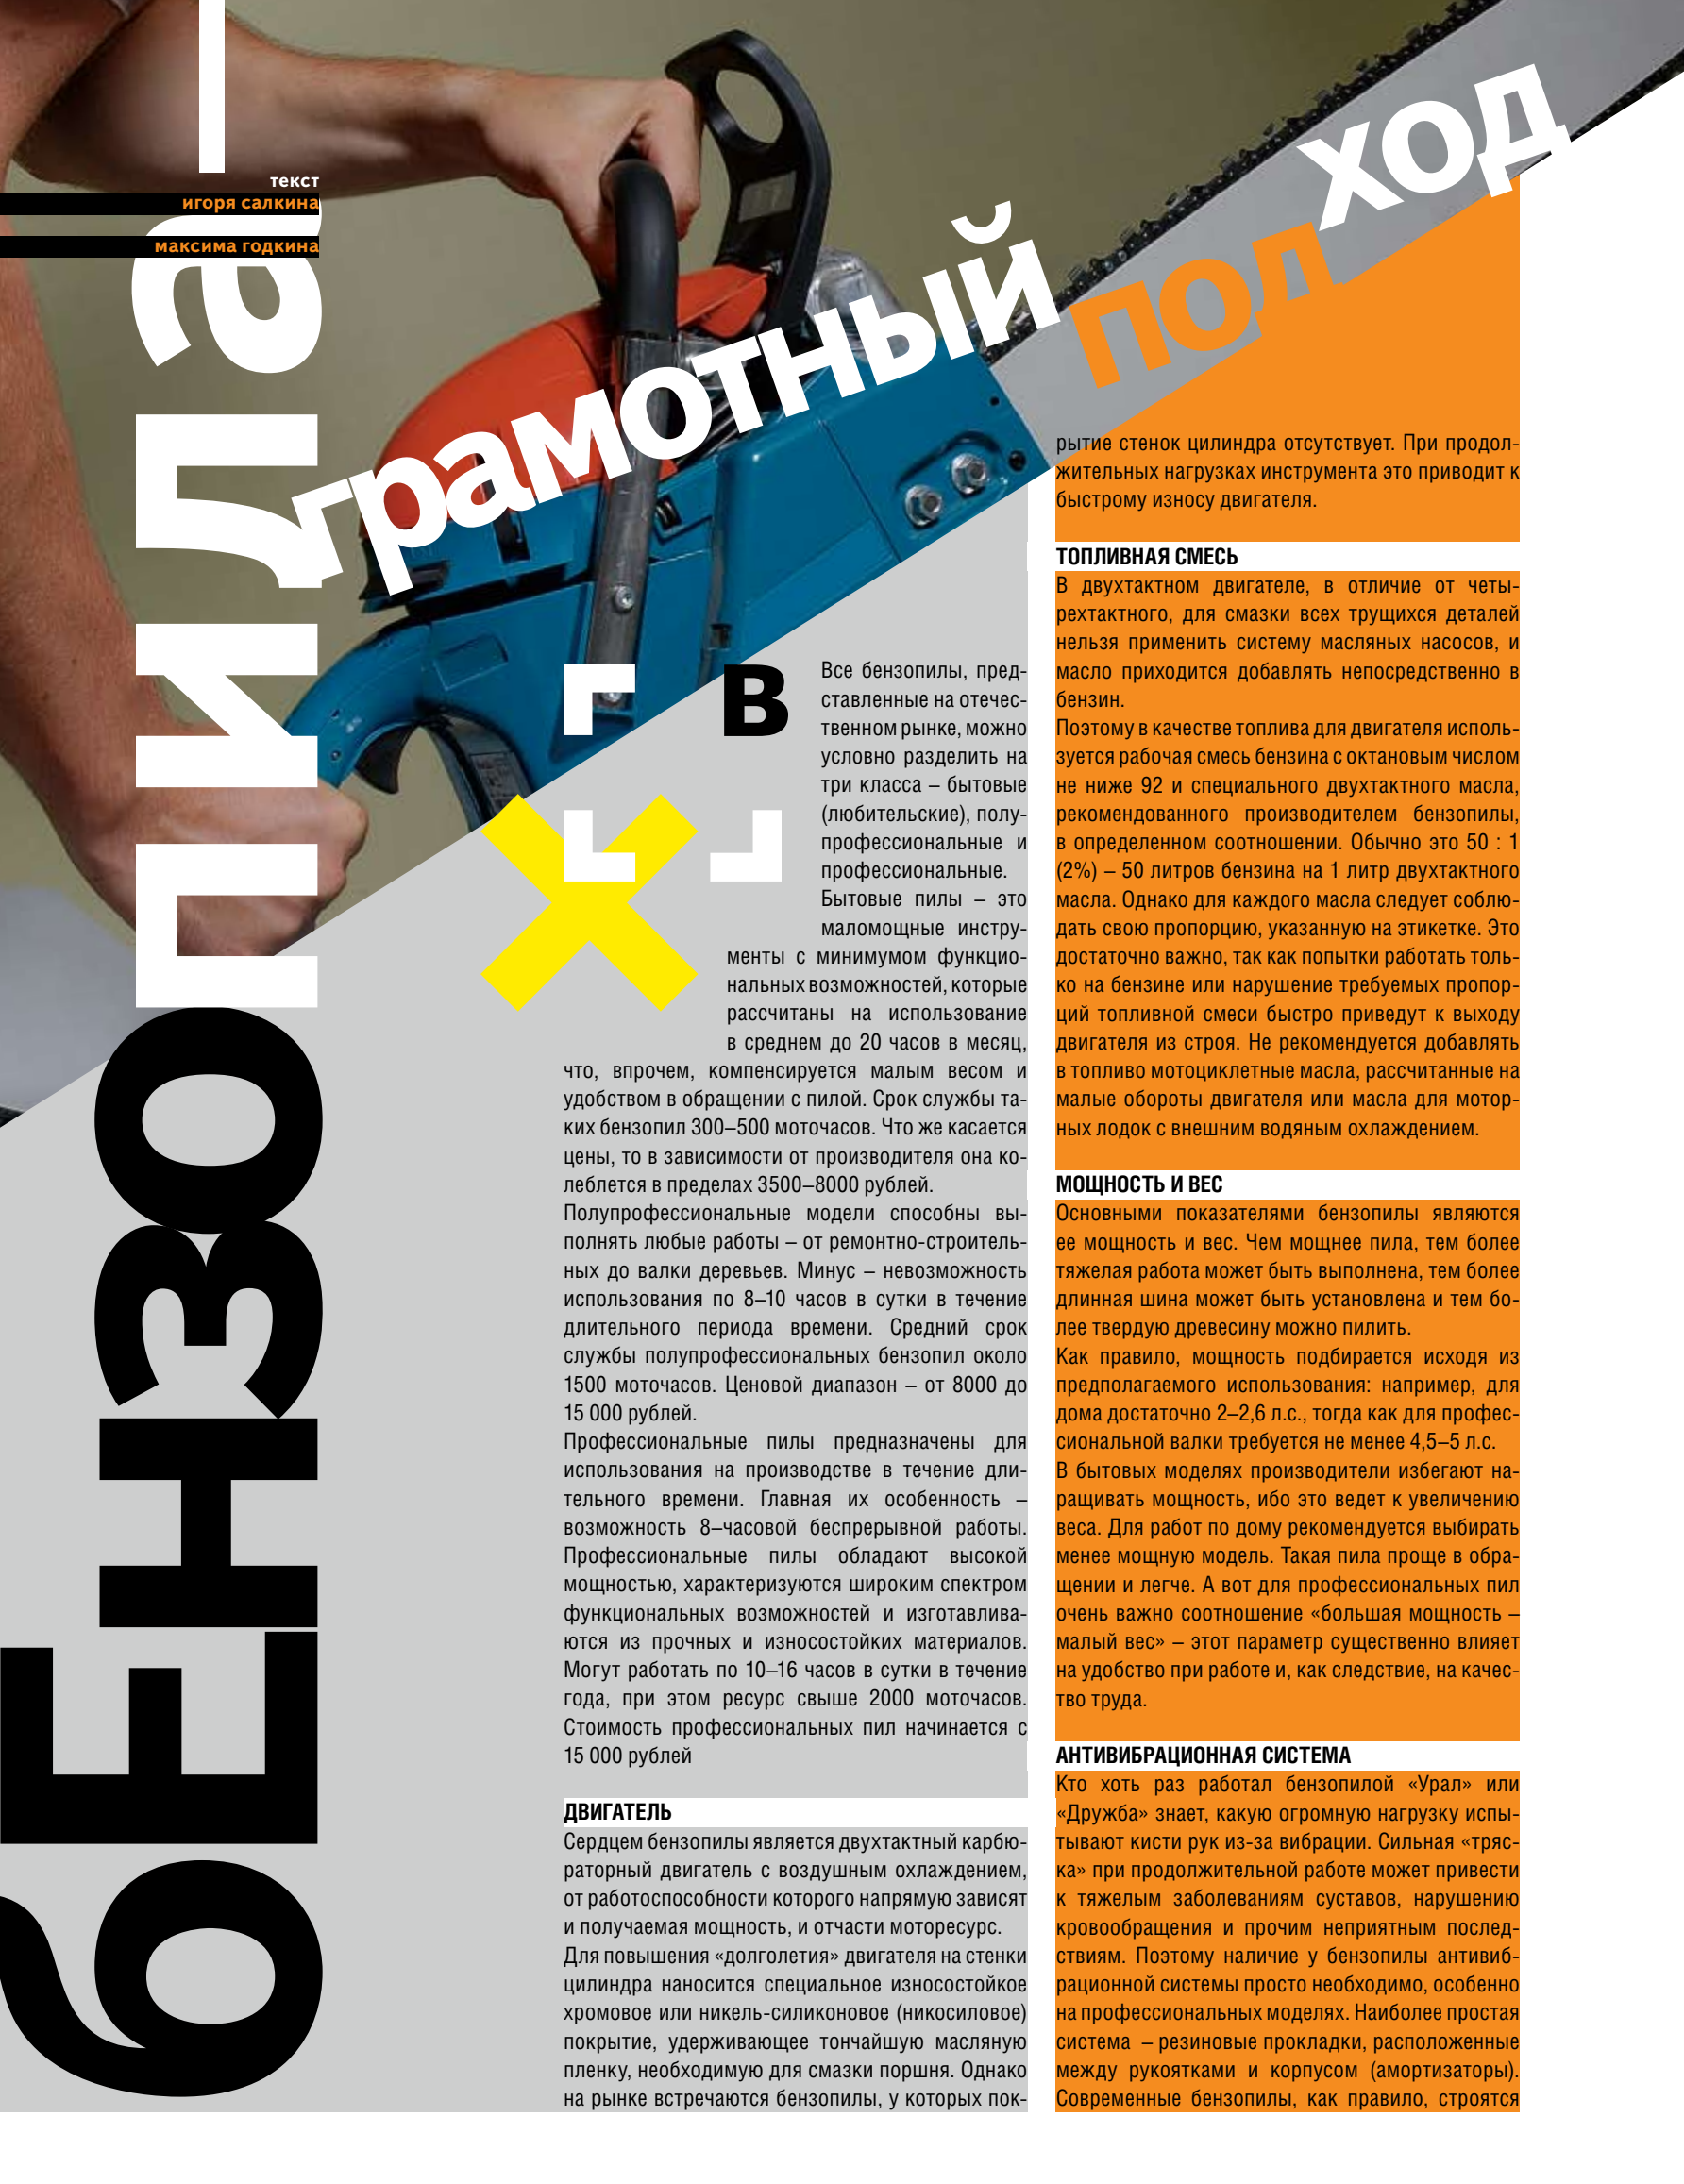 текст
игоря салкина
максима годкина
бЕНЗОПИЛА –
грамотный подход
В
Все бензопилы, пред-
ставленные на отечес-
твенном рынке, можно
условно разделить на
три класса – бытовые
(любительские), полу-
профессиональные и
профессиональные.
Бытовые пилы – это
маломощные инстру-
менты с минимумом функцио-
нальных возможностей, которые
рассчитаны на использование
в среднем до 20 часов в месяц,
что, впрочем, компенсируется малым весом и
удобством в обращении с пилой. Срок службы та-
ких бензопил 300–500 моточасов. Что же касается
цены, то в зависимости от производителя она ко-
леблется в пределах 3500–8000 рублей.
Полупрофессиональные модели способны вы-
полнять любые работы – от ремонтно-строитель-
ных до валки деревьев. Минус – невозможность
использования по 8–10 часов в сутки в течение
длительного периода времени. Средний срок
службы полупрофессиональных бензопил около
1500 моточасов. Ценовой диапазон – от 8000 до
15 000 рублей.
Профессиональные пилы предназначены для
использования на производстве в течение дли-
тельного времени. Главная их особенность –
возможность 8–часовой беспрерывной работы.
Профессиональные пилы обладают высокой
мощностью, характеризуются широким спектром
функциональных возможностей и изготавлива-
ются из прочных и износостойких материалов.
Могут работать по 10–16 часов в сутки в течение
года, при этом ресурс свыше 2000 моточасов.
Стоимость профессиональных пил начинается с
15 000 рублей
ДВИГАТЕЛЬ
Сердцем бензопилы является двухтактный карбю-
раторный двигатель с воздушным охлаждением,
от работоспособности которого напрямую зависят
и получаемая мощность, и отчасти моторесурс.
Для повышения «долголетия» двигателя на стенки
цилиндра наносится специальное износостойкое
хромовое или никель-силиконовое (никосиловое)
покрытие, удерживающее тончайшую масляную
пленку, необходимую для смазки поршня. Однако
на рынке встречаются бензопилы, у которых пок-
рытие стенок цилиндра отсутствует. При продол-
жительных нагрузках инструмента это приводит к
быстрому износу двигателя.
ТОПЛИВНАЯ СМЕСЬ
В двухтактном двигателе, в отличие от четы-
рехтактного, для смазки всех трущихся деталей
нельзя применить систему масляных насосов, и
масло приходится добавлять непосредственно в
бензин.
Поэтому в качестве топлива для двигателя исполь-
зуется рабочая смесь бензина с октановым числом
не ниже 92 и специального двухтактного масла,
рекомендованного производителем бензопилы,
в определенном соотношении. Обычно это 50 : 1
(2%) – 50 литров бензина на 1 литр двухтактного
масла. Однако для каждого масла следует соблю-
дать свою пропорцию, указанную на этикетке. Это
достаточно важно, так как попытки работать толь-
ко на бензине или нарушение требуемых пропор-
ций топливной смеси быстро приведут к выходу
двигателя из строя. Не рекомендуется добавлять
в топливо мотоциклетные масла, рассчитанные на
малые обороты двигателя или масла для мотор-
ных лодок с внешним водяным охлаждением.
МОЩНОСТЬ И ВЕС
Основными показателями бензопилы являются
ее мощность и вес. Чем мощнее пила, тем более
тяжелая работа может быть выполнена, тем более
длинная шина может быть установлена и тем бо-
лее твердую древесину можно пилить.
Как правило, мощность подбирается исходя из
предполагаемого использования: например, для
дома достаточно 2–2,6 л.с., тогда как для профес-
сиональной валки требуется не менее 4,5–5 л.с.
В бытовых моделях производители избегают на-
ращивать мощность, ибо это ведет к увеличению
веса. Для работ по дому рекомендуется выбирать
менее мощную модель. Такая пила проще в обра-
щении и легче. А вот для профессиональных пил
очень важно соотношение «большая мощность –
малый вес» – этот параметр существенно влияет
на удобство при работе и, как следствие, на качес-
тво труда.
АНТИВИБРАЦИОННАЯ СИСТЕМА
Кто хоть раз работал бензопилой «Урал» или
«Дружба» знает, какую огромную нагрузку испы-
тывают кисти рук из-за вибрации. Сильная «тряс-
ка» при продолжительной работе может привести
к тяжелым заболеваниям суставов, нарушению
кровообращения и прочим неприятным послед-
ствиям. Поэтому наличие у бензопилы антивиб-
рационной системы просто необходимо, особенно
на профессиональных моделях. Наиболее простая
система – резиновые прокладки, расположенные
между рукоятками и корпусом (амортизаторы).
Современные бензопилы, как правило, строятся